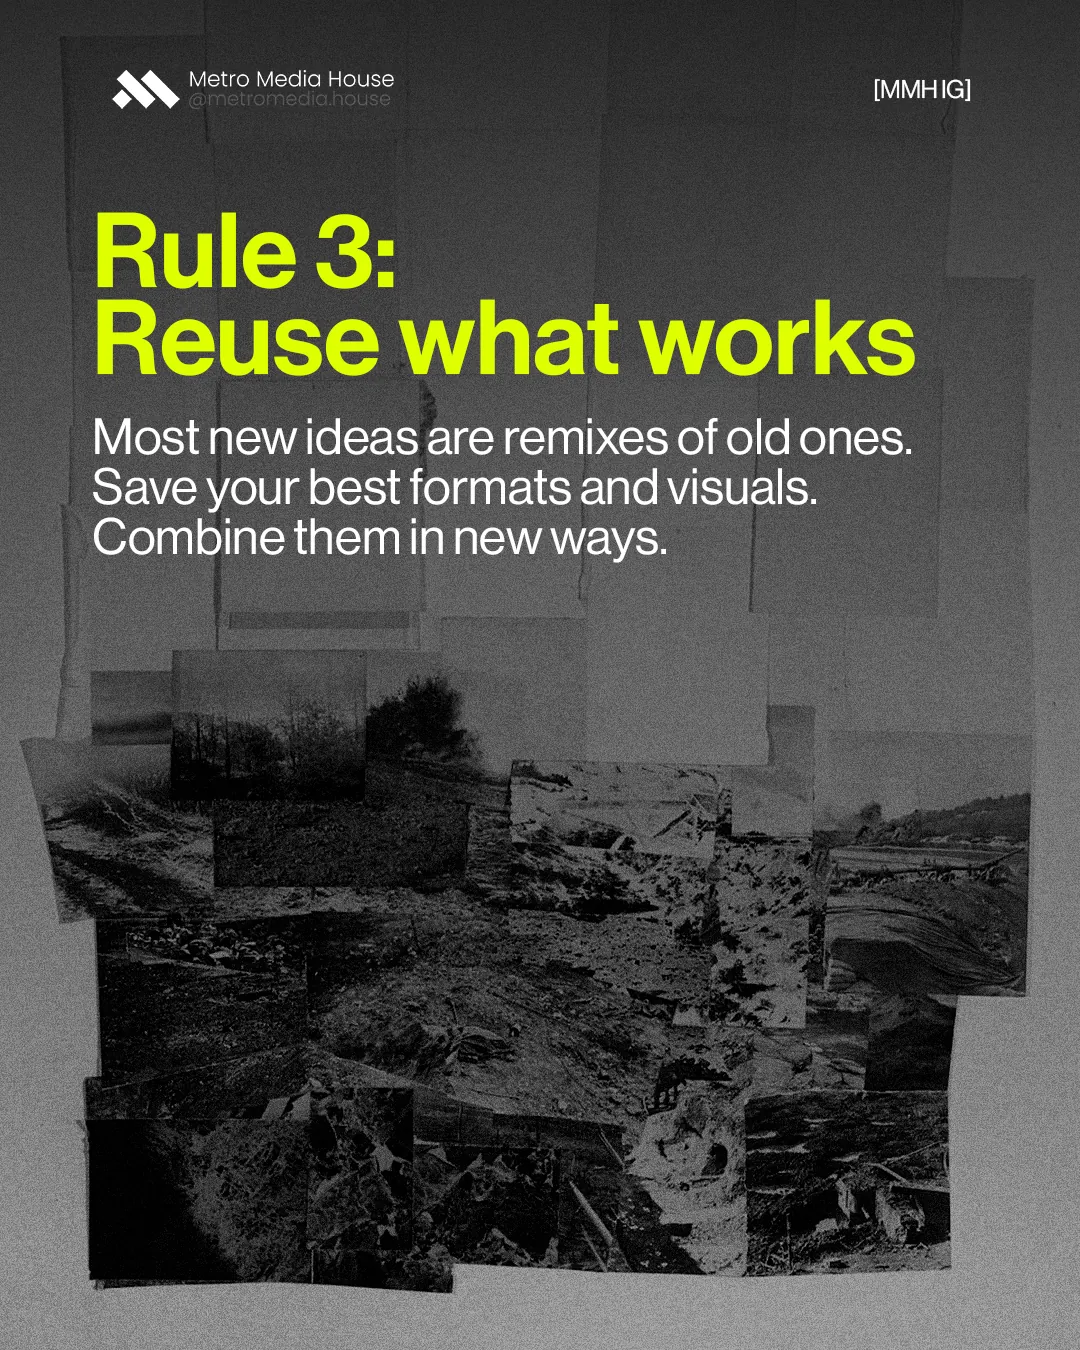 Metro Media House
@metromedia.house
[MMH IG]
Rule 3:
Reuse what works
Most new ideas are remixes of old ones.
Save your best formats and visuals.
Combine them in new ways.